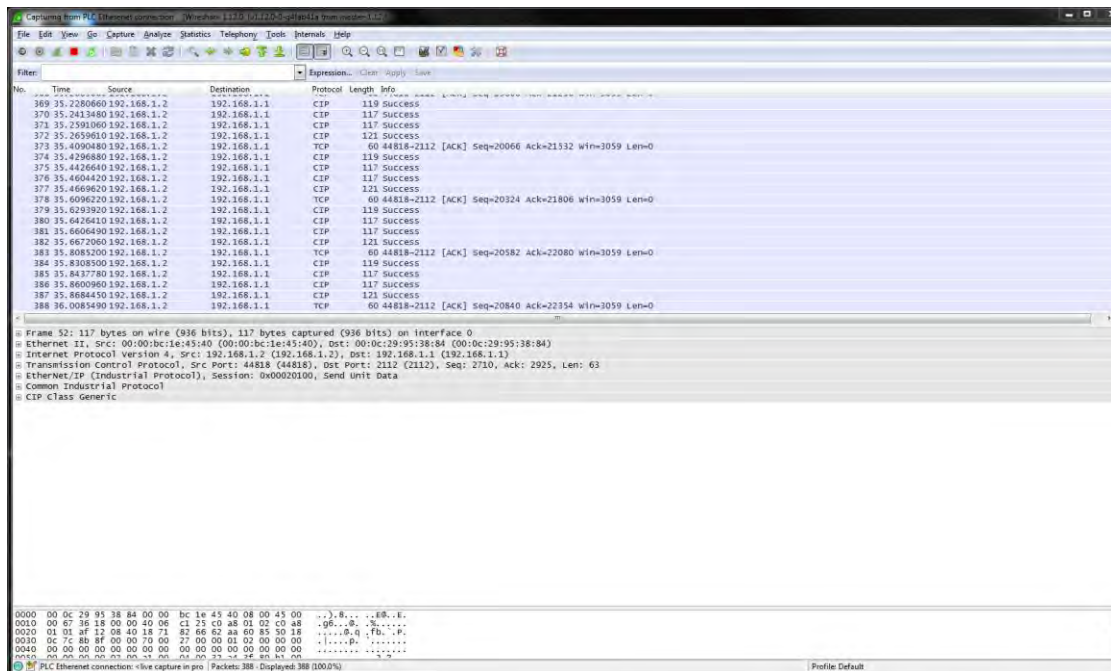 Capturing from PLC Etherenet connection [Wireshark 1.12.0 (v1.12.0-0-g4fab41a from master-1.12)]
File Edit View Go Capture Analyze Statistics Telephony Tools Internals Help
Filter: Expression... Clear Apply Save
No. Time Source Destination Protocol Length Info
369 35.2280660 192.168.1.2 192.168.1.1 CIP 119 Success
370 35.2413480 192.168.1.2 192.168.1.1 CIP 117 Success
371 35.2591060 192.168.1.2 192.168.1.1 CIP 117 Success
372 35.2659610 192.168.1.2 192.168.1.1 CIP 121 Success
373 35.4090480 192.168.1.2 192.168.1.1 TCP 60 44818→2112 [ACK] Seq=20066 Ack=21532 Win=3059 Len=0
374 35.4296880 192.168.1.2 192.168.1.1 CIP 119 Success
375 35.4426640 192.168.1.2 192.168.1.1 CIP 117 Success
376 35.4604420 192.168.1.2 192.168.1.1 CIP 117 Success
377 35.4669620 192.168.1.2 192.168.1.1 CIP 121 Success
378 35.6096220 192.168.1.2 192.168.1.1 TCP 60 44818→2112 [ACK] Seq=20324 Ack=21806 Win=3059 Len=0
379 35.6293920 192.168.1.2 192.168.1.1 CIP 119 Success
380 35.6426410 192.168.1.2 192.168.1.1 CIP 117 Success
381 35.6606490 192.168.1.2 192.168.1.1 CIP 117 Success
382 35.6672060 192.168.1.2 192.168.1.1 CIP 121 Success
383 35.8085200 192.168.1.2 192.168.1.1 TCP 60 44818→2112 [ACK] Seq=20582 Ack=22080 Win=3059 Len=0
384 35.8308500 192.168.1.2 192.168.1.1 CIP 119 Success
385 35.8437780 192.168.1.2 192.168.1.1 CIP 117 Success
386 35.8600960 192.168.1.2 192.168.1.1 CIP 117 Success
387 35.8684450 192.168.1.2 192.168.1.1 CIP 121 Success
388 36.0085490 192.168.1.2 192.168.1.1 TCP 60 44818→2112 [ACK] Seq=20840 Ack=22354 Win=3059 Len=0
Frame 52: 117 bytes on wire (936 bits), 117 bytes captured (936 bits) on interface 0
Ethernet II, Src: 00:00:bc:1e:45:40 (00:00:bc:1e:45:40), Dst: 00:0c:29:95:38:84 (00:0c:29:95:38:84)
Internet Protocol Version 4, Src: 192.168.1.2 (192.168.1.2), Dst: 192.168.1.1 (192.168.1.1)
Transmission Control Protocol, Src Port: 44818 (44818), Dst Port: 2112 (2112), Seq: 2710, Ack: 2925, Len: 63
EtherNet/IP (Industrial Protocol), Session: 0x00020100, Send Unit Data
Common Industrial Protocol
CIP Class Generic
0000 00 0c 29 95 38 84 00 00 bc 1e 45 40 08 00 45 00 ..).8... ..E@..E.
0010 00 67 36 18 00 00 40 06 c1 25 c0 a8 01 02 c0 a8 .g6...@. .%......
0020 01 01 af 12 08 40 18 71 82 66 62 aa 60 85 50 18 .....@.q .fb.`.P.
0030 0c 7c 8b 8f 00 00 70 00 27 00 00 01 02 00 00 00 .|....p. '.......
0040 00 00 00 00 00 00 00 00 00 00 00 00 00 00 00 00 ........ ........
PLC Etherenet connection: <live capture in pro Packets: 388 · Displayed: 388 (100.0%) Profile: Default